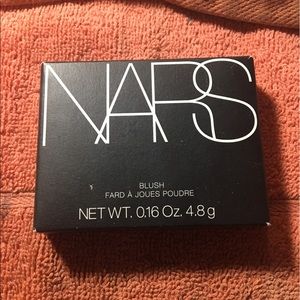 NARS
BLUSH
FARD À JOUES POUDRE
NET WT. 0.16 Oz. 4.8 g